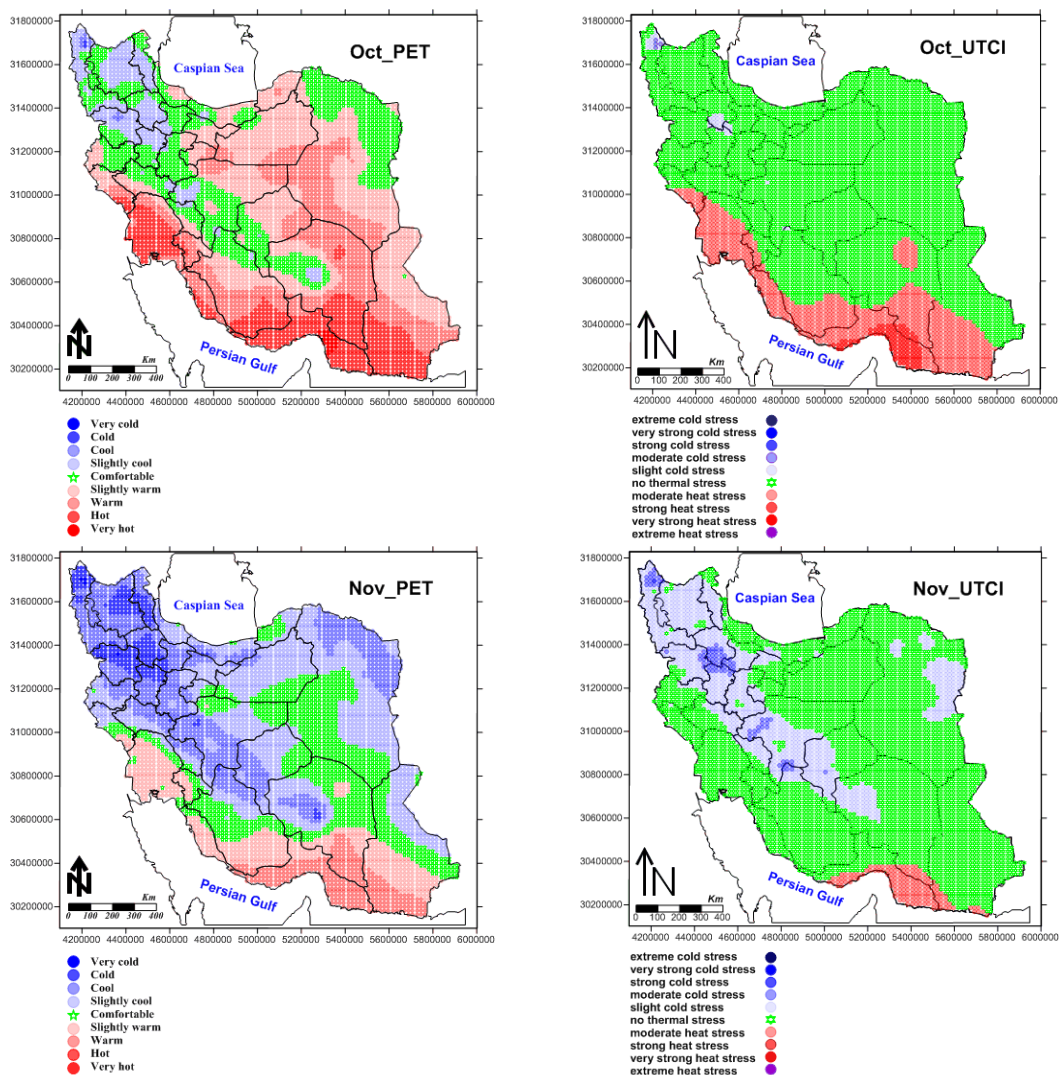 31800000
31600000
31400000
31200000
31000000
30800000
30600000
30400000
30200000
Oct_PET
Caspian Sea
Persian Gulf
N
Km
0 100 200 300 400
4200000 4400000 4600000 4800000 5000000 5200000 5400000 5600000 5800000 6000000
Very cold
Cold
Cool
Slightly cool
Comfortable
Slightly warm
Warm
Hot
Very hot
31800000
31600000
31400000
31200000
31000000
30800000
30600000
30400000
30200000
Oct_UTCI
Caspian Sea
Persian Gulf
N
Km
0 100 200 300 400
4200000 4400000 4600000 4800000 5000000 5200000 5400000 5600000 5800000 6000000
extreme cold stress
very strong cold stress
strong cold stress
moderate cold stress
slight cold stress
no thermal stress
moderate heat stress
strong heat stress
very strong heat stress
extreme heat stress
31800000
31600000
31400000
31200000
31000000
30800000
30600000
30400000
30200000
Nov_PET
Caspian Sea
Persian Gulf
N
Km
0 100 200 300 400
4200000 4400000 4600000 4800000 5000000 5200000 5400000 5600000 5800000 6000000
Very cold
Cold
Cool
Slightly cool
Comfortable
Slightly warm
Warm
Hot
Very hot
31800000
31600000
31400000
31200000
31000000
30800000
30600000
30400000
30200000
Nov_UTCI
Caspian Sea
Persian Gulf
N
Km
0 100 200 300 400
4200000 4400000 4600000 4800000 5000000 5200000 5400000 5600000 5800000 6000000
extreme cold stress
very strong cold stress
strong cold stress
moderate cold stress
slight cold stress
no thermal stress
moderate heat stress
strong heat stress
very strong heat stress
extreme heat stress